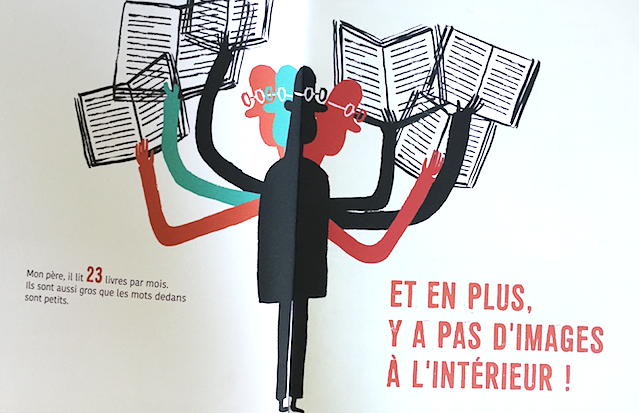 Mon père, il lit 23 livres par mois.
Ils sont aussi gros que les mots dedans
sont petits.
ET EN PLUS,
Y A PAS D'IMAGES
À L'INTÉRIEUR !